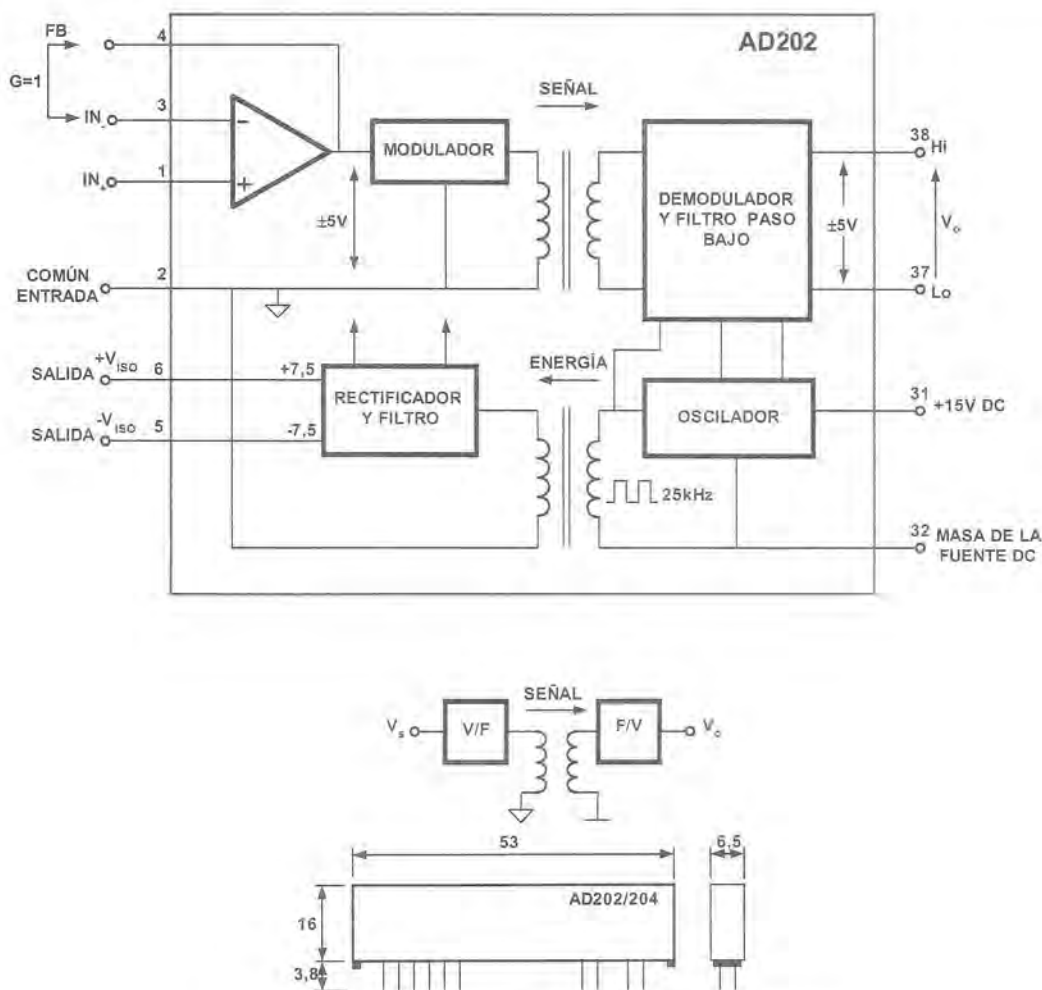 FB
4
AD202
G=1
SEÑAL
3
IN-
-
MODULADOR
38 Hi
1
IN+
+
±5V
DEMODULADOR
Y FILTRO PASO
BAJO
±5V
Vo
COMÚN
ENTRADA
2
37
Lo
ENERGÍA
SALIDA +VISO 6
+7,5
RECTIFICADOR
Y FILTRO
OSCILADOR
31
+15V DC
SALIDA -VISO 5
-7,5
25kHz
32
MASA DE LA
FUENTE DC
SEÑAL
Vs
V/F
F/V
Vo
53
6,5
AD202/204
16
3,8